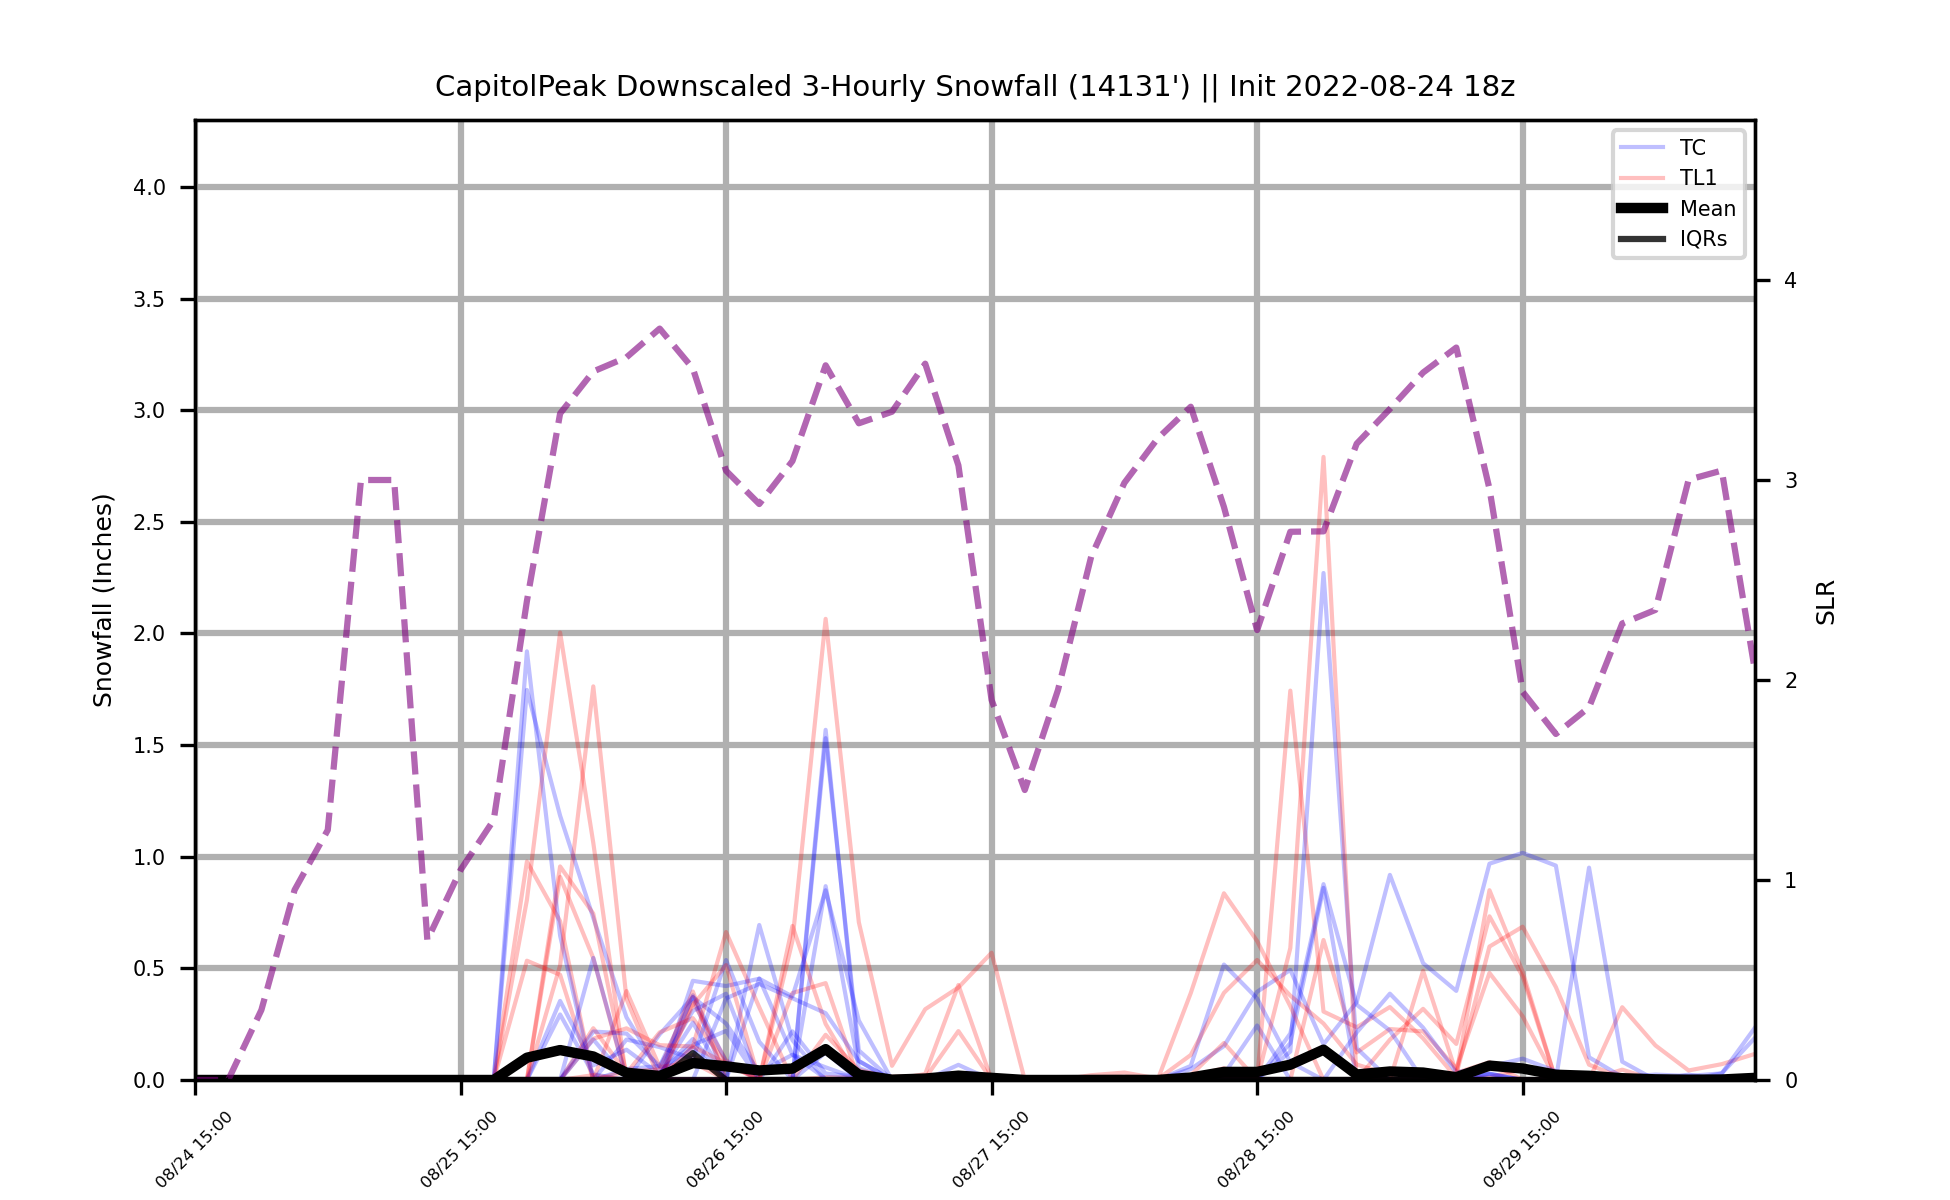 CapitolPeak Downscaled 3-Hourly Snowfall (14131') || Init 2022-08-24 18z
TC
TL1
Mean
IQRs
Snowfall (Inches)
4.0
3.5
3.0
2.5
2.0
1.5
1.0
0.5
0.0
SLR
4
3
2
1
0
08/24 15:00
08/25 15:00
08/26 15:00
08/27 15:00
08/28 15:00
08/29 15:00